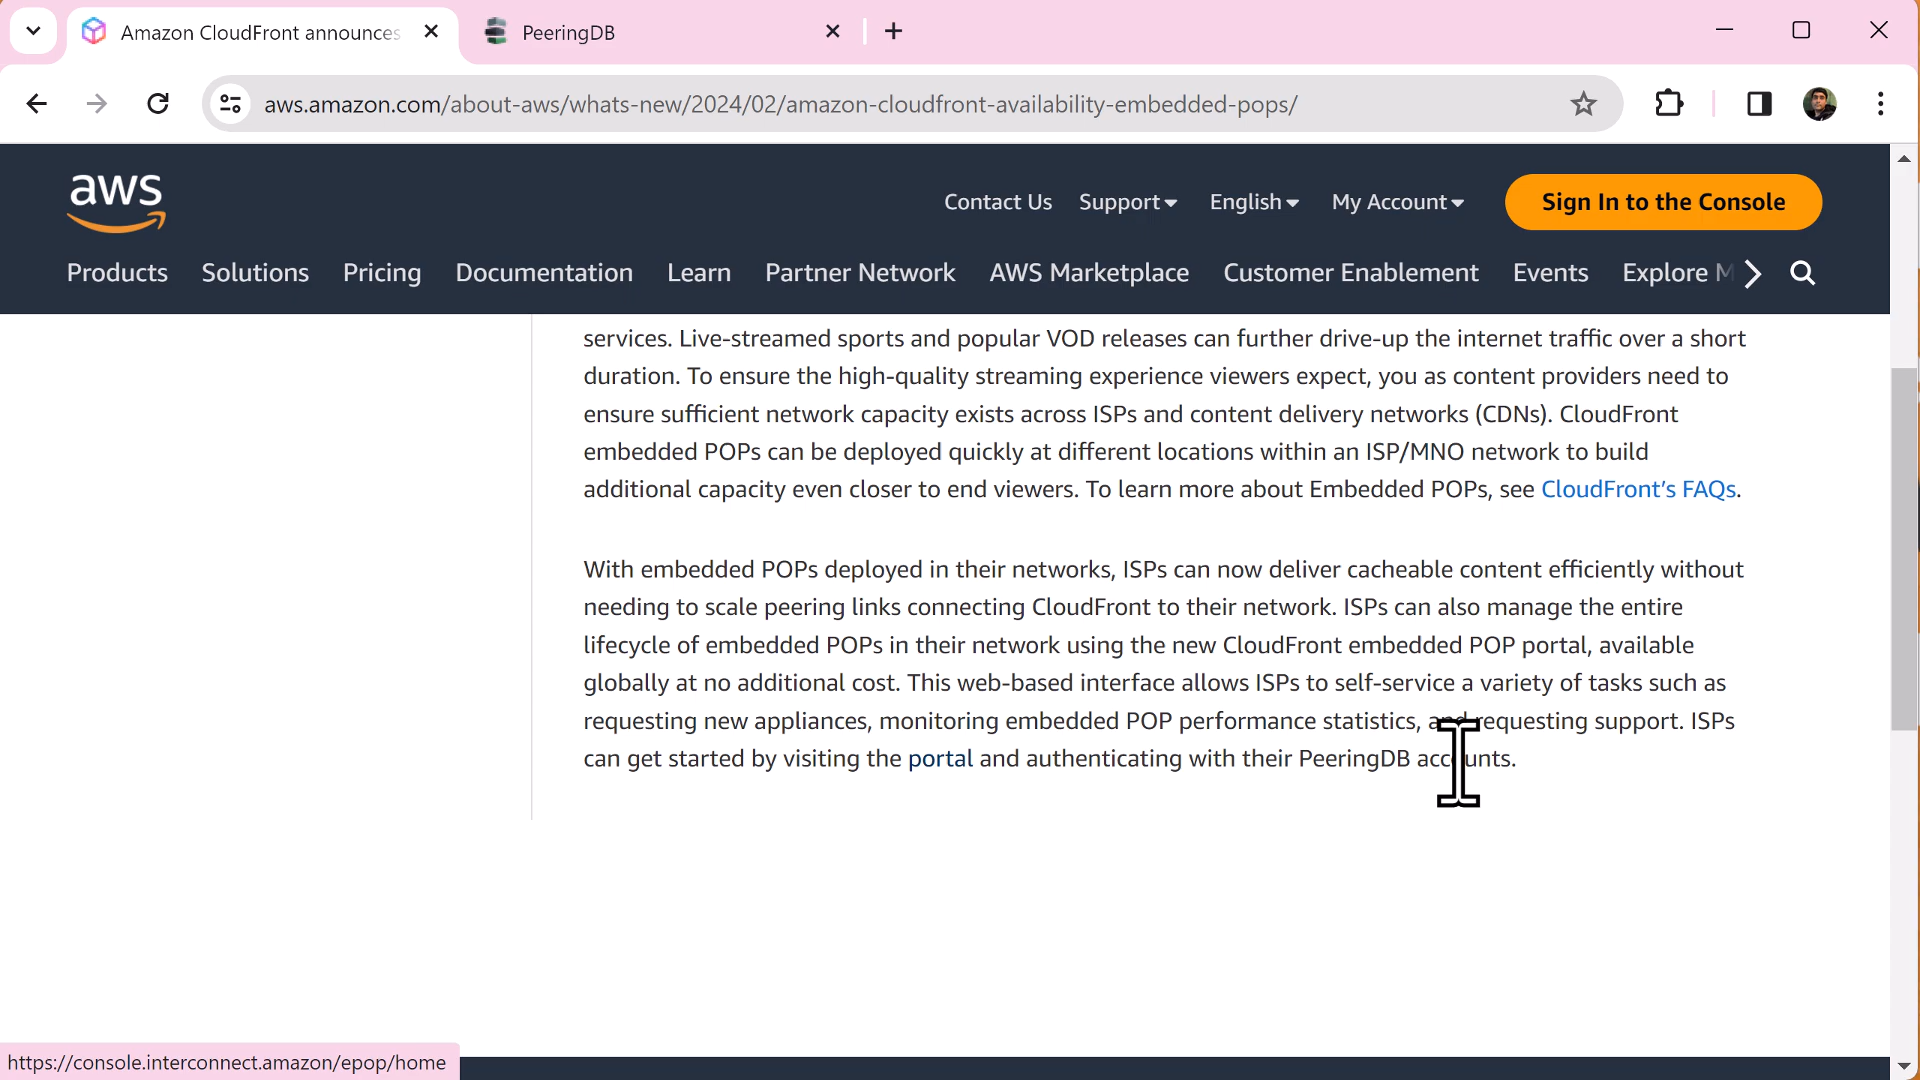 Amazon CloudFront announces
PeeringDB
aws.amazon.com/about-aws/whats-new/2024/02/amazon-cloudfront-availability-embedded-pops/
aws
Contact Us Support English My Account Sign In to the Console
Products Solutions Pricing Documentation Learn Partner Network AWS Marketplace Customer Enablement Events Explore M
services. Live-streamed sports and popular VOD releases can further drive-up the internet traffic over a short
duration. To ensure the high-quality streaming experience viewers expect, you as content providers need to
ensure sufficient network capacity exists across ISPs and content delivery networks (CDNs). CloudFront
embedded POPs can be deployed quickly at different locations within an ISP/MNO network to build
additional capacity even closer to end viewers. To learn more about Embedded POPs, see CloudFront’s FAQs.
With embedded POPs deployed in their networks, ISPs can now deliver cacheable content efficiently without
needing to scale peering links connecting CloudFront to their network. ISPs can also manage the entire
lifecycle of embedded POPs in their network using the new CloudFront embedded POP portal, available
globally at no additional cost. This web-based interface allows ISPs to self-service a variety of tasks such as
requesting new appliances, monitoring embedded POP performance statistics, and requesting support. ISPs
can get started by visiting the portal and authenticating with their PeeringDB accounts.
https://console.interconnect.amazon/epop/home